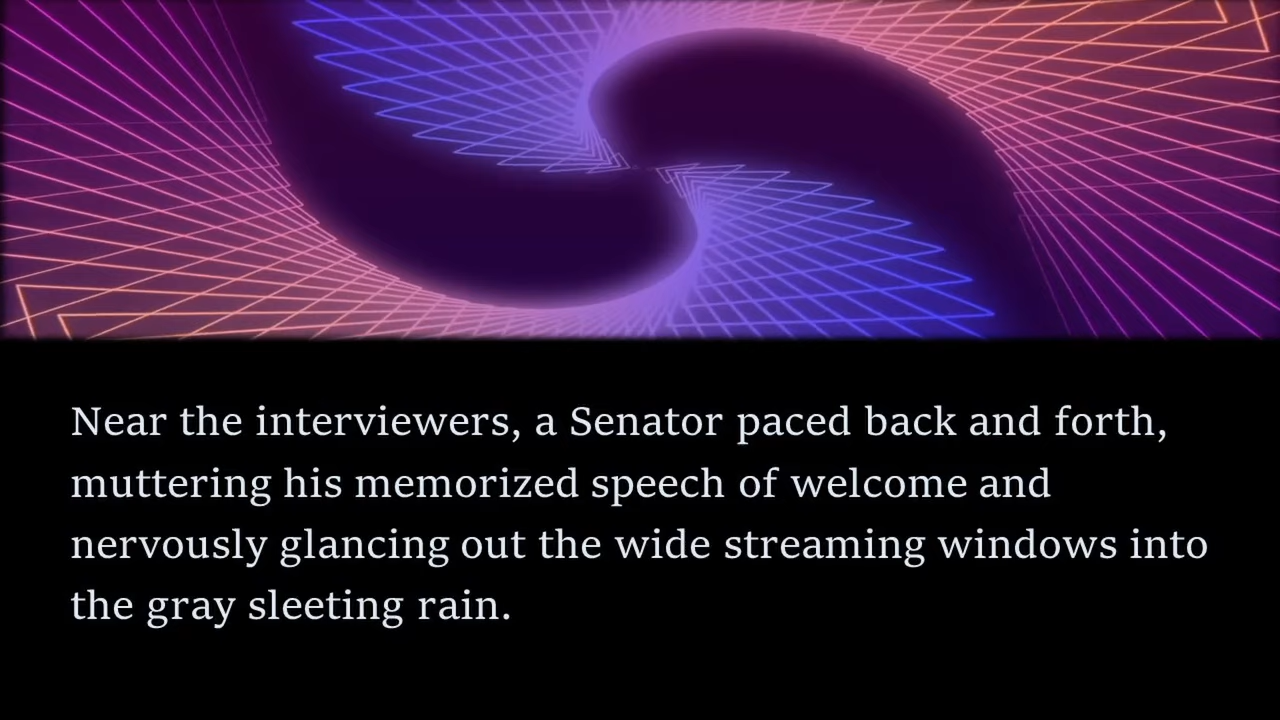 Near the interviewers, a Senator paced back and forth,
muttering his memorized speech of welcome and
nervously glancing out the wide streaming windows into
the gray sleeting rain.